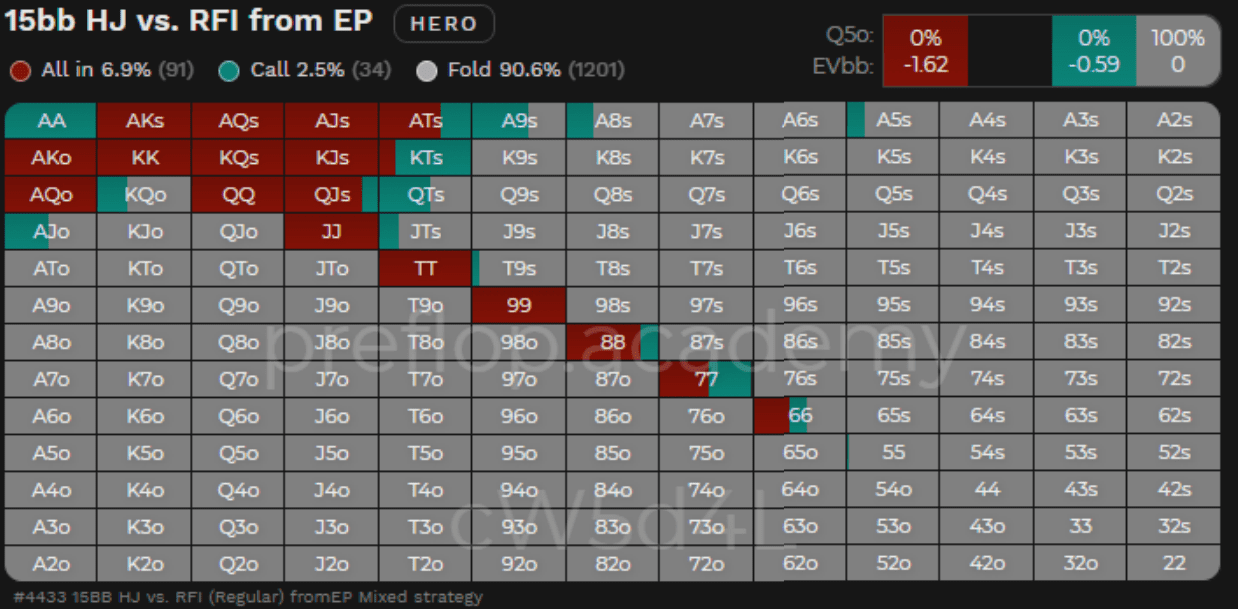 15bb HJ vs. RFI from EP HERO
Q5o: 0% 0% 100%
EVbb: -1.62 -0.59 0
All in 6.9% (91) Call 2.5% (34) Fold 90.6% (1201)
AA AKs AQs AJs ATs A9s A8s A7s A6s A5s A4s A3s A2s
AKo KK KQs KJs KTs K9s K8s K7s K6s K5s K4s K3s K2s
AQo KQo QQ QJs QTs Q9s Q8s Q7s Q6s Q5s Q4s Q3s Q2s
AJo KJo QJo JJ JTs J9s J8s J7s J6s J5s J4s J3s J2s
ATo KTo QTo JTo TT T9s T8s T7s T6s T5s T4s T3s T2s
A9o K9o Q9o J9o T9o 99 98s 97s 96s 95s 94s 93s 92s
A8o K8o Q8o J8o T8o 98o 88 87s 86s 85s 84s 83s 82s
preflop.academy
A7o K7o Q7o J7o T7o 97o 87o 77 76s 75s 74s 73s 72s
A6o K6o Q6o J6o T6o 96o 86o 76o 66 65s 64s 63s 62s
A5o K5o Q5o J5o T5o 95o 85o 75o 65o 55 54s 53s 52s
A4o K4o Q4o J4o T4o 94o 84o 74o 64o 54o 44 43s 42s
A3o K3o Q3o J3o T3o 93o 83o 73o 63o 53o 43o 33 32s
cW5d4L
A2o K2o Q2o J2o T2o 92o 82o 72o 62o 52o 42o 32o 22
#4433 15BB HJ vs. RFI (Regular) fromEP Mixed strategy